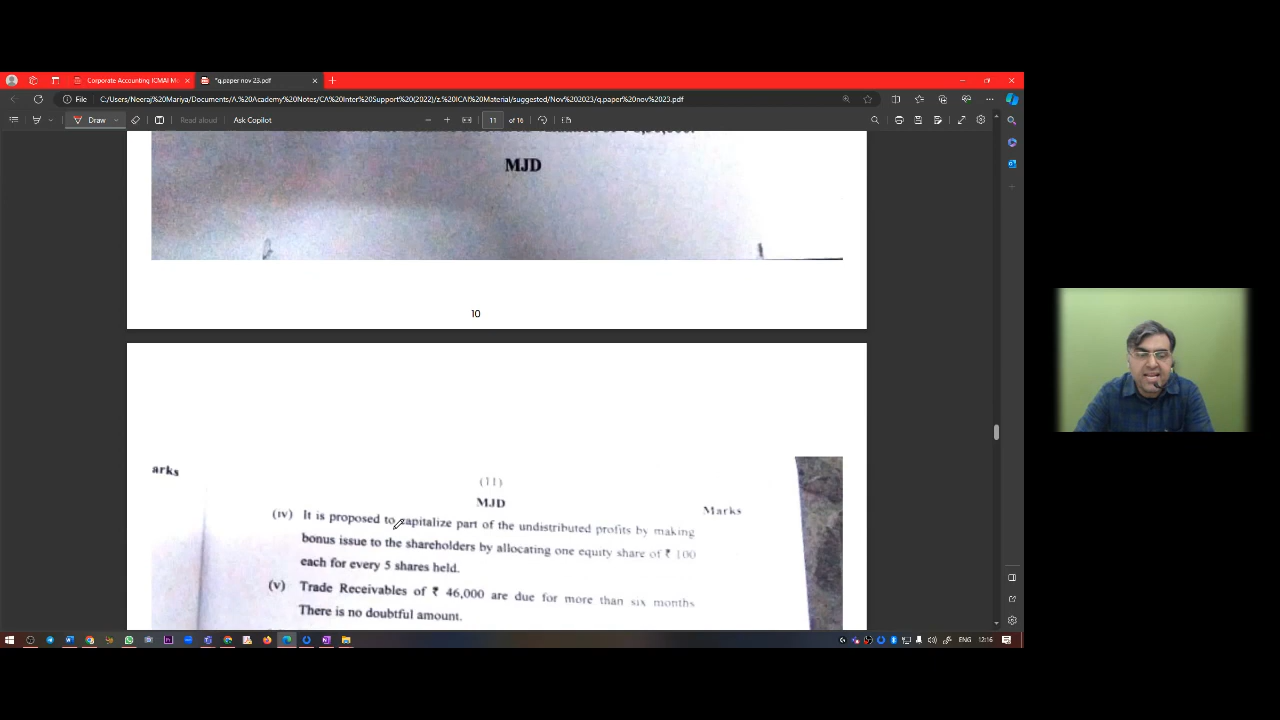 Corporate Accounting ICMAI M
*q.paper nov 23.pdf
File
C:/Users/Neeraj%20Mariya/Documents/A.%20Academy%20Notes/CA%20Inter%20Support%20(2022)/z.%20ICAI%20Material/suggested/Nov%202023/q.paper%20nov%2023.pdf
Draw
Read aloud
Ask Copilot
11
of 16
MJD
10
arks
(11)
MJD
Marks
(iv) It is proposed to capitalize part of the undistributed profits by making
bonus issue to the shareholders by allocating one equity share of ₹ 100
each for every 5 shares held.
(v) Trade Receivables of ₹ 46,000 are due for more than six months
There is no doubtful amount.
ENG
12:16